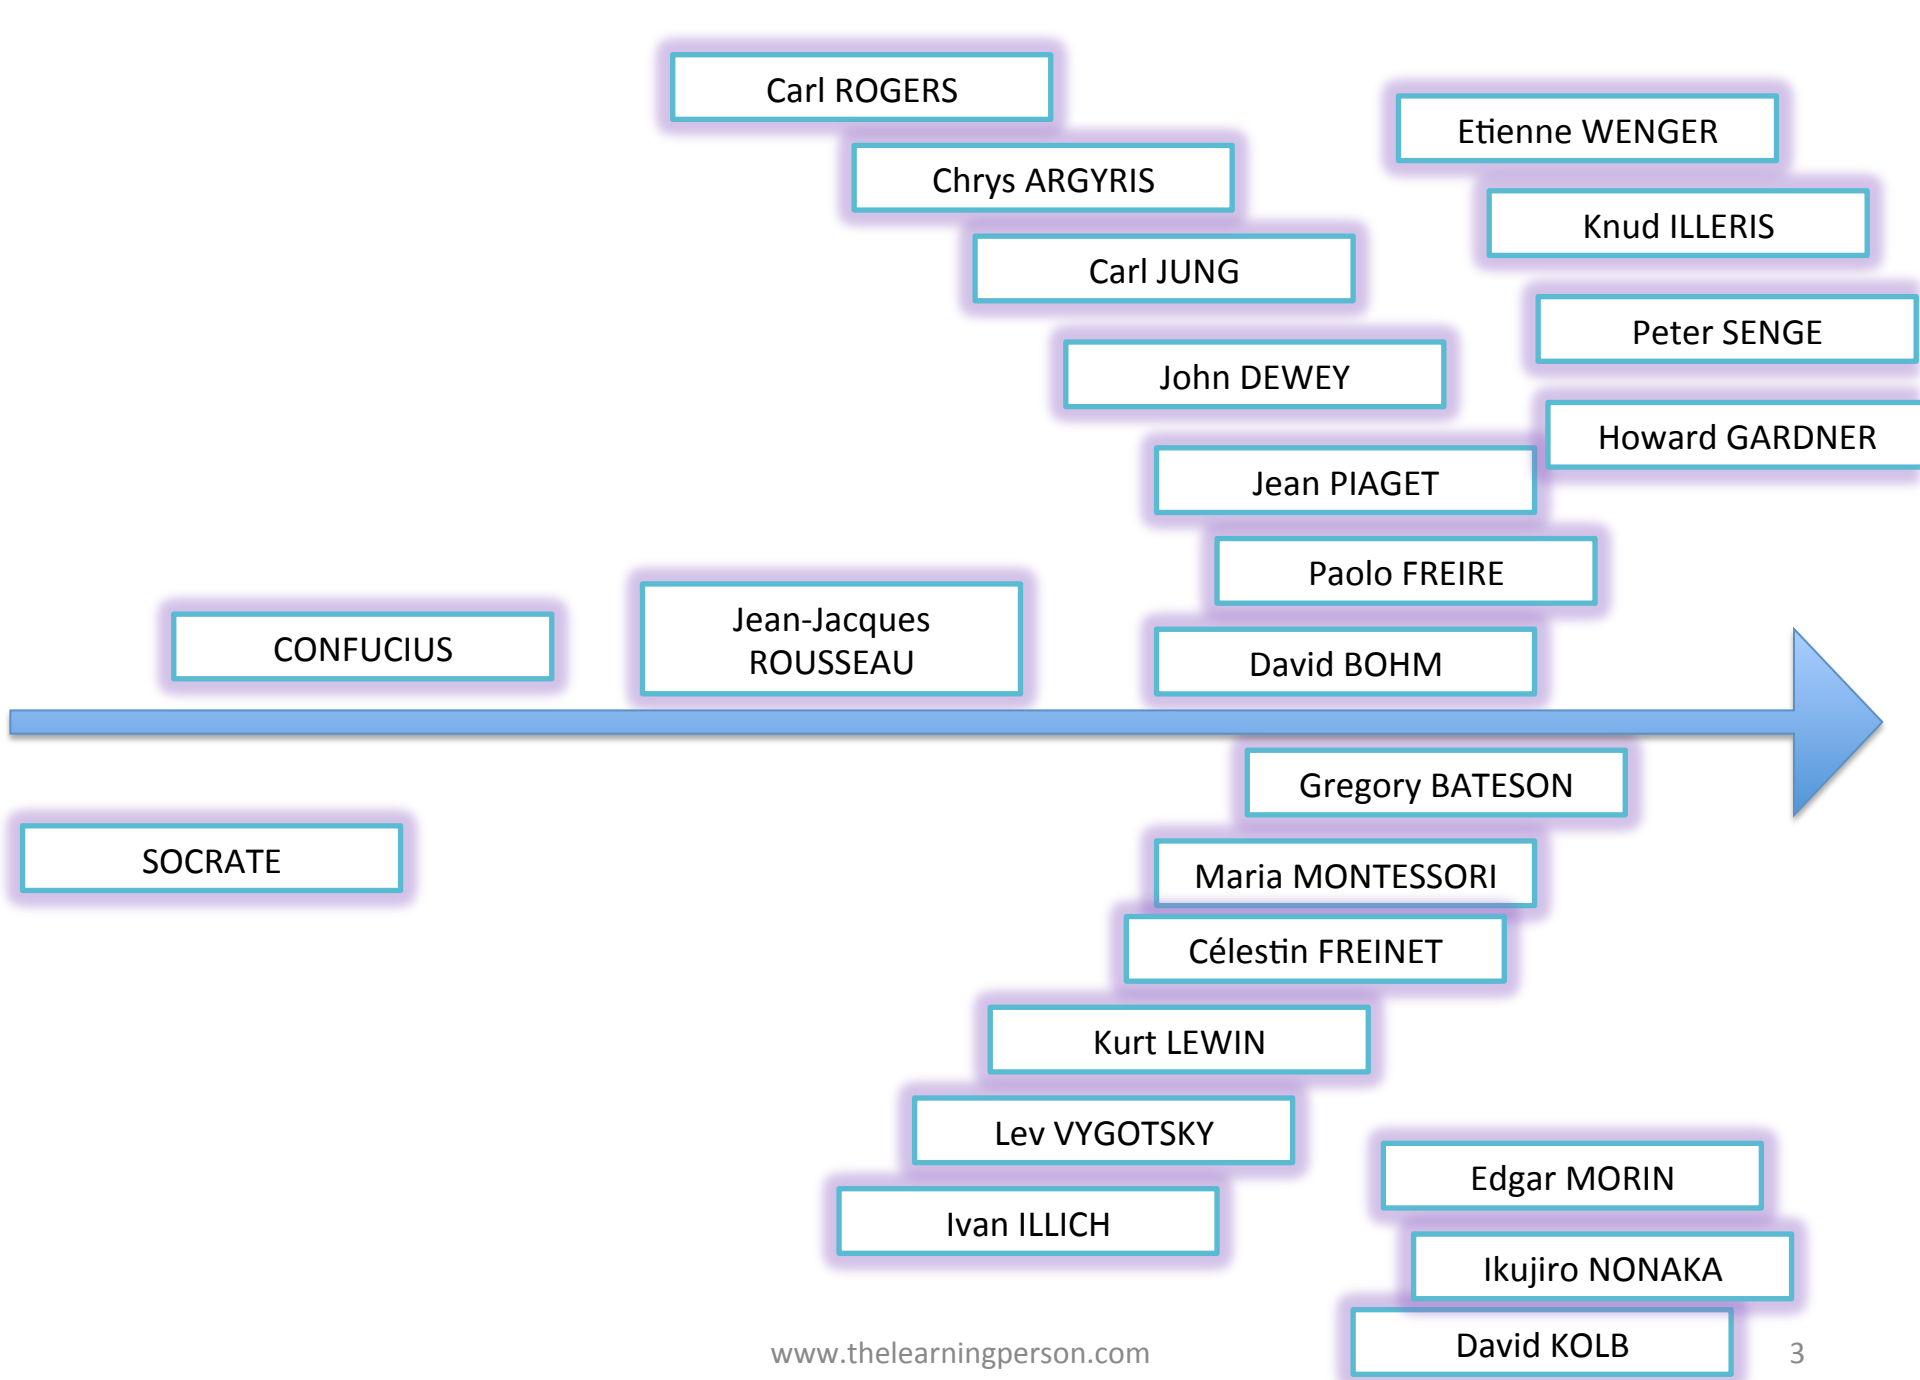 Carl ROGERS
Etienne WENGER
Chrys ARGYRIS
Knud ILLERIS
Carl JUNG
Peter SENGE
John DEWEY
Howard GARDNER
Jean PIAGET
Paolo FREIRE
CONFUCIUS
Jean-Jacques
ROUSSEAU
David BOHM
Gregory BATESON
SOCRATE
Maria MONTESSORI
Célestin FREINET
Kurt LEWIN
Lev VYGOTSKY
Edgar MORIN
Ivan ILLICH
Ikujiro NONAKA
David KOLB
www.thelearningperson.com
3